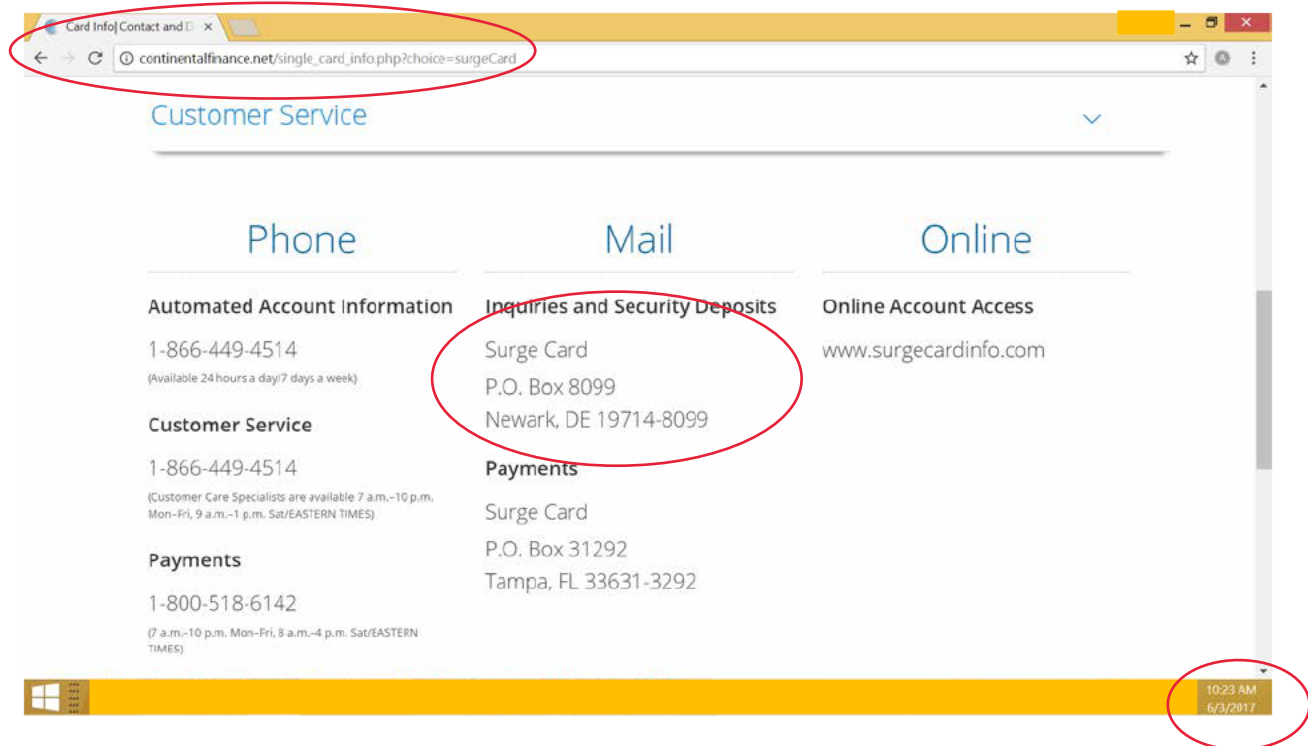 Card Info| Contact and D
continentalfinance.net/single_card_info.php?choice=surgeCard
Customer Service
Phone
Automated Account Information
1-866-449-4514
(Available 24 hours a day/7 days a week)
Customer Service
1-866-449-4514
(Customer Care Specialists are available 7 a.m.–10 p.m.
Mon–Fri, 9 a.m.–1 p.m. Sat/EASTERN TIMES)
Payments
1-800-518-6142
(7 a.m.–10 p.m. Mon–Fri, 8 a.m.–4 p.m. Sat/EASTERN
TIMES)
Mail
Inquiries and Security Deposits
Surge Card
P.O. Box 8099
Newark, DE 19714-8099
Payments
Surge Card
P.O. Box 31292
Tampa, FL 33631-3292
Online
Online Account Access
www.surgecardinfo.com
10:23 AM
6/3/2017